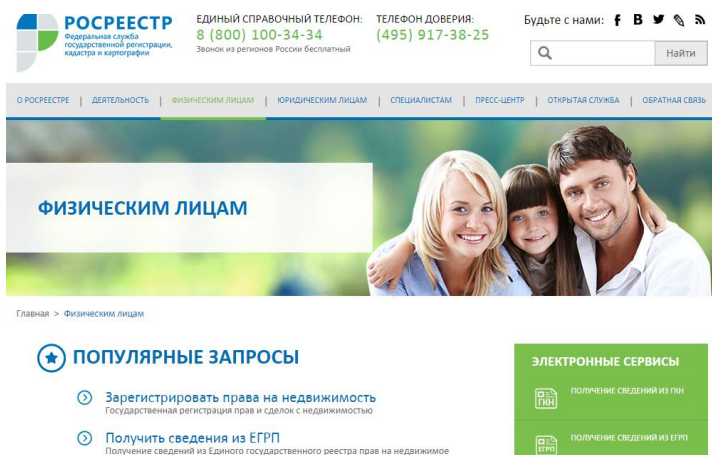 РОСРЕЕСТР
Федеральная служба
государственной регистрации,
кадастра и картографии
ЕДИНЫЙ СПРАВОЧНЫЙ ТЕЛЕФОН:
8 (800) 100-34-34
Звонок из регионов России бесплатный
ТЕЛЕФОН ДОВЕРИЯ:
(495) 917-38-25
Будьте с нами:
Найти
О РОСРЕЕСТРЕ | ДЕЯТЕЛЬНОСТЬ | ФИЗИЧЕСКИМ ЛИЦАМ | ЮРИДИЧЕСКИМ ЛИЦАМ | СПЕЦИАЛИСТАМ | ПРЕСС-ЦЕНТР | ОТКРЫТАЯ СЛУЖБА | ОБРАТНАЯ СВЯЗЬ
ФИЗИЧЕСКИМ ЛИЦАМ
Главная > Физическим лицам
ПОПУЛЯРНЫЕ ЗАПРОСЫ
Зарегистрировать права на недвижимость
Государственная регистрация прав и сделок с недвижимостью
Получить сведения из ЕГРП
Получение сведений из Единого государственного реестра прав на недвижимое
ЭЛЕКТРОННЫЕ СЕРВИСЫ
ГКН
ПОЛУЧЕНИЕ СВЕДЕНИЙ ИЗ ГКН
ЕГРП
ПОЛУЧЕНИЕ СВЕДЕНИЙ ИЗ ЕГРП